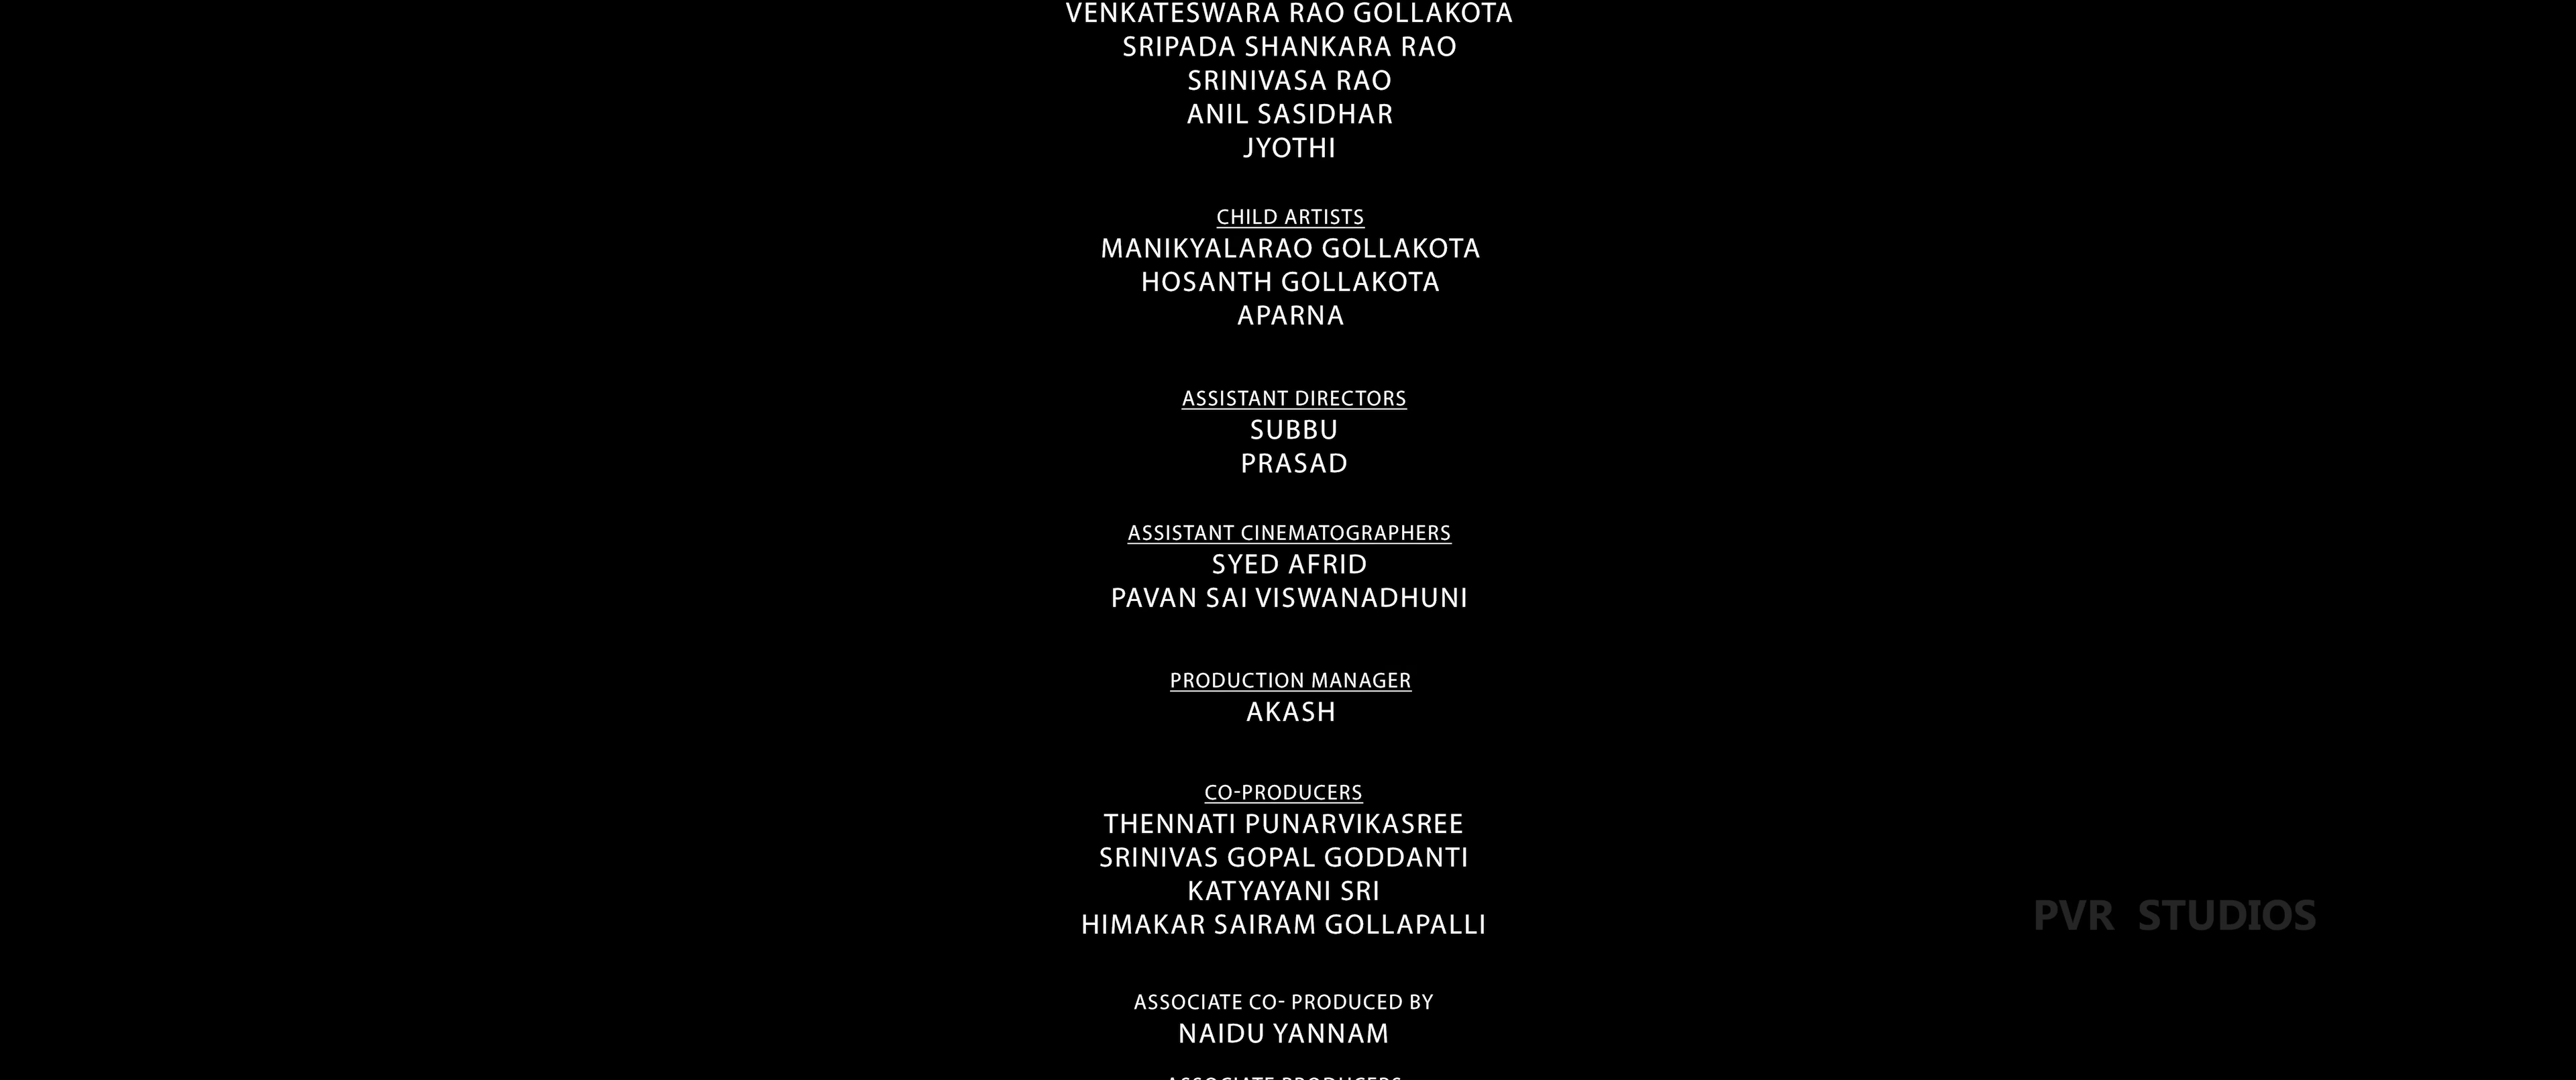 VENKATESWARA RAO GOLLAKOTA
SRIPADA SHANKARA RAO
SRINIVASA RAO
ANIL SASIDHAR
JYOTHI
CHILD ARTISTS
MANIKYALARAO GOLLAKOTA
HOSANTH GOLLAKOTA
APARNA
ASSISTANT DIRECTORS
SUBBU
PRASAD
ASSISTANT CINEMATOGRAPHERS
SYED AFRID
PAVAN SAI VISWANADHUNI
PRODUCTION MANAGER
AKASH
CO-PRODUCERS
THENNATI PUNARVIKASREE
SRINIVAS GOPAL GODDANTI
KATYAYANI SRI
HIMAKAR SAIRAM GOLLAPALLI
PVR STUDIOS
ASSOCIATE CO- PRODUCED BY
NAIDU YANNAM
ASSOCIATE PRODUCERS